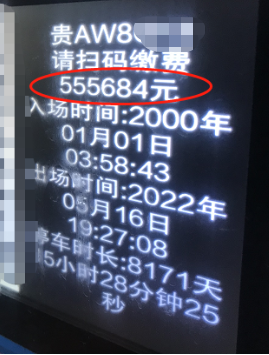 贵AW8
请扫码缴费
555684元
入场时间:2000年
01月01日
03:58:43
出场时间:2022年
05月16日
19:27:08
停车时长:8171天
15小时28分钟25
秒